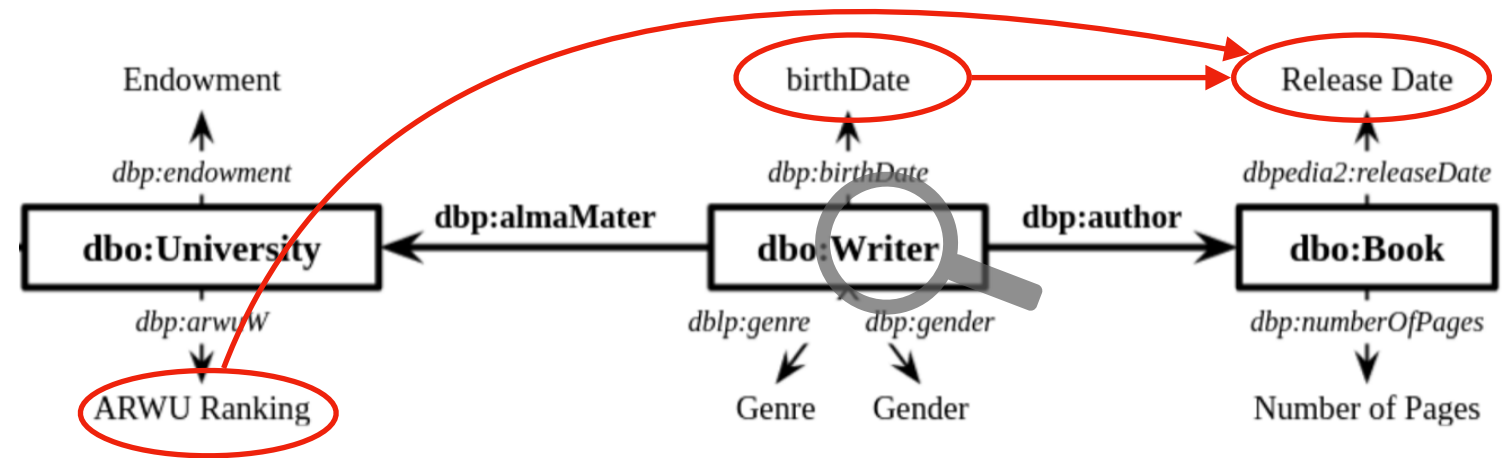 Endowment
birthDate
Release Date
dbp:endowment
dbp:birthDate
dbpedia2:releaseDate
dbo:University
dbp:almaMater
dbo:Writer
dbp:author
dbo:Book
dbp:arwuW
dblp:genre
dbp:gender
dbp:numberOfPages
ARWU Ranking
Genre
Gender
Number of Pages